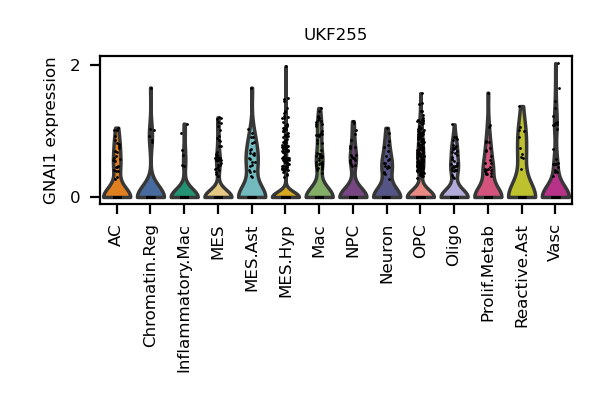 UKF255
GNAI1 expression
2
0
AC
Chromatin.Reg
Inflammatory.Mac
MES
MES.Ast
MES.Hyp
Mac
NPC
Neuron
OPC
Oligo
Prolif.Metab
Reactive.Ast
Vasc